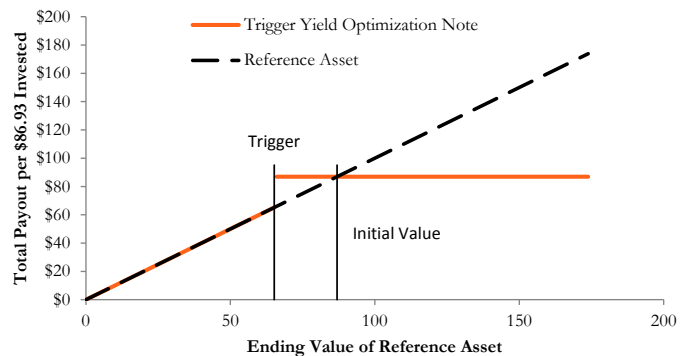 $200
$180
$160
$140
$120
$100
$80
$60
$40
$20
$0
Total Payout per $86.93 Invested
Trigger Yield Optimization Note
Reference Asset
Trigger
Initial Value
0
50
100
150
200
Ending Value of Reference Asset